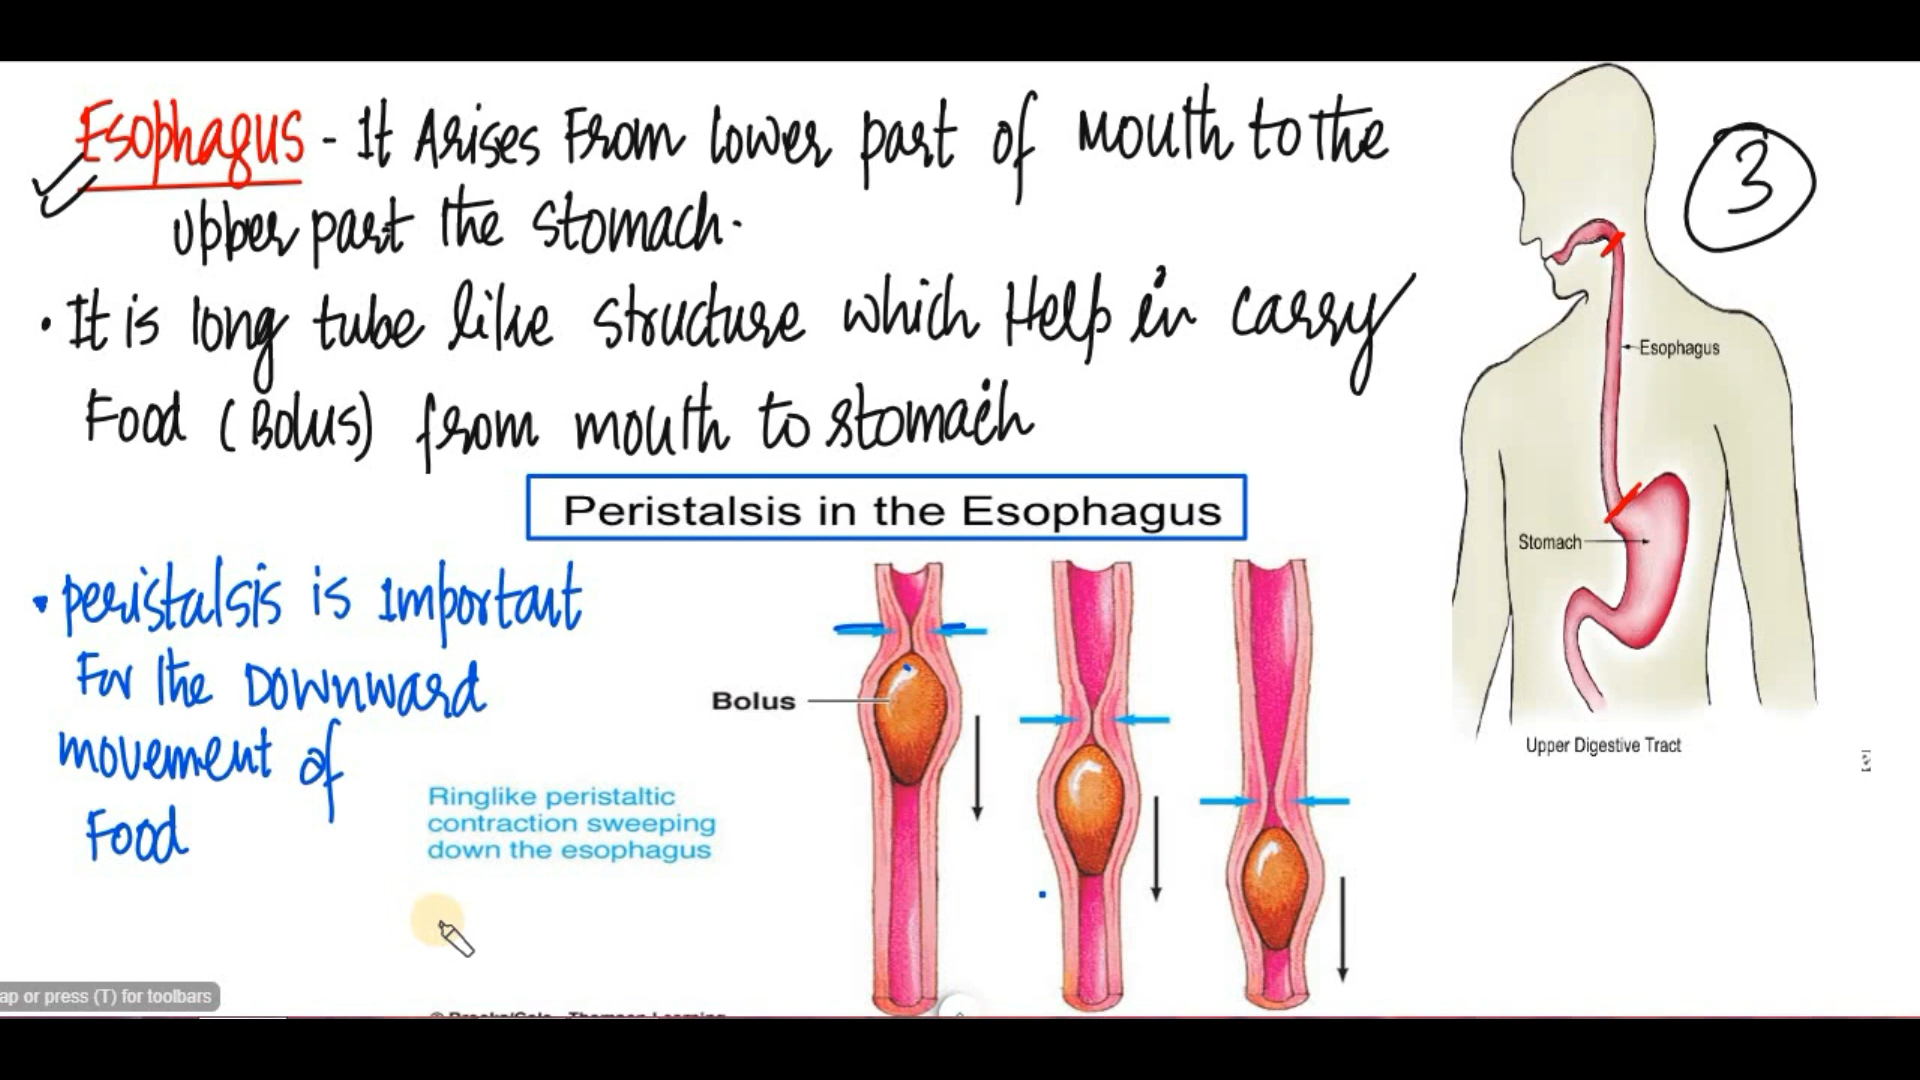 Esophagus - It Arises From lower part of mouth to the
upper part the stomach.
• It is long tube like structure which Help in carry
Food (Bolus) from mouth to stomach
Peristalsis in the Esophagus
• peristalsis is important
For the Downward
movement of
Food
Ringlike peristaltic
contraction sweeping
down the esophagus
Bolus
3
Esophagus
Stomach
Upper Digestive Tract
ap or press (T) for toolbars